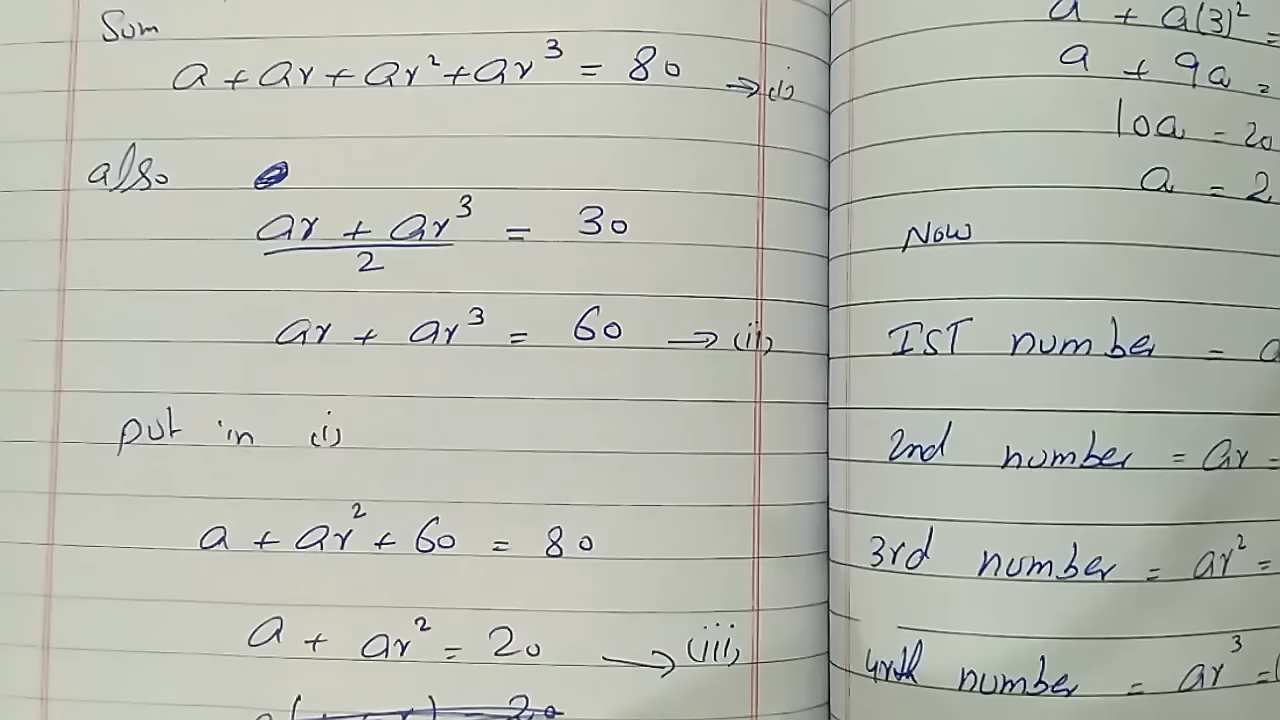 Sum
a + ar + ar² + ar³ = 80 → (i)
also
ar + ar³ = 30
2
ar + ar³ = 60 → (ii)
put in (i)
a + ar² + 60 = 80
a + ar² = 20 → (iii)
a + a(3)² =
a + 9a =
10a = 20
a = 2
Now
IST number = a
2nd number = ar =
3rd number = ar² =
4rth number = ar³ =